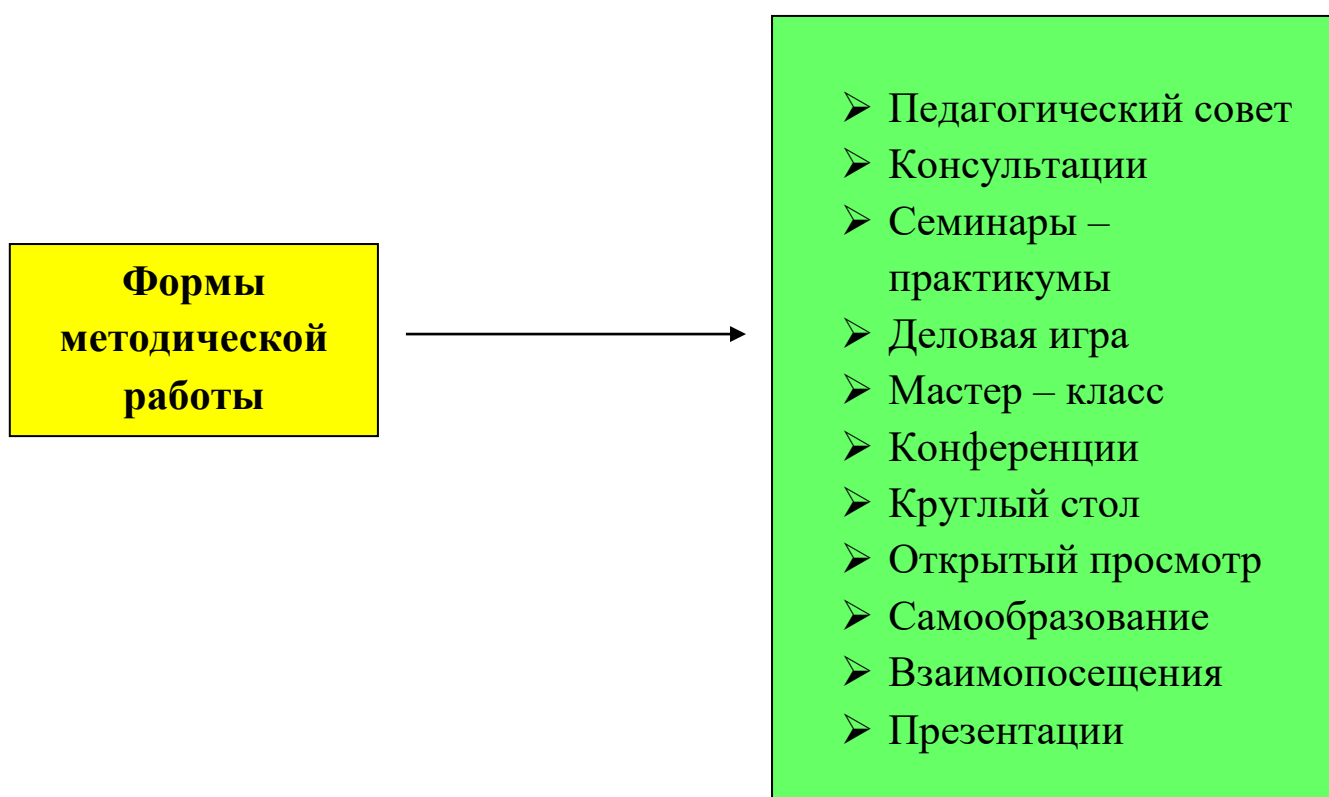 Формы
методической
работы
➢ Педагогический совет
➢ Консультации
➢ Семинары –
практикумы
➢ Деловая игра
➢ Мастер – класс
➢ Конференции
➢ Круглый стол
➢ Открытый просмотр
➢ Самообразование
➢ Взаимопосещения
➢ Презентации